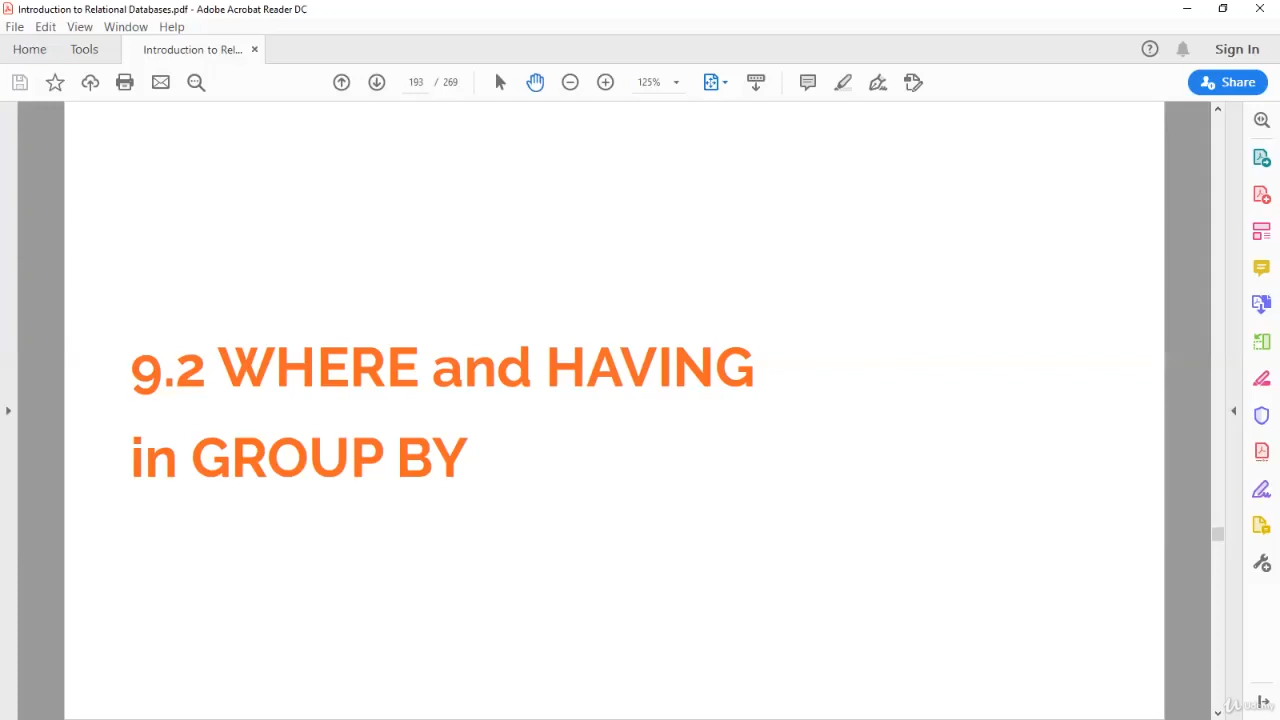 Introduction to Relational Databases.pdf - Adobe Acrobat Reader DC
File Edit View Window Help
Home Tools Introduction to Rel... × Sign In
193 / 269 125% Share
9.2 WHERE and HAVING
in GROUP BY
Udemy